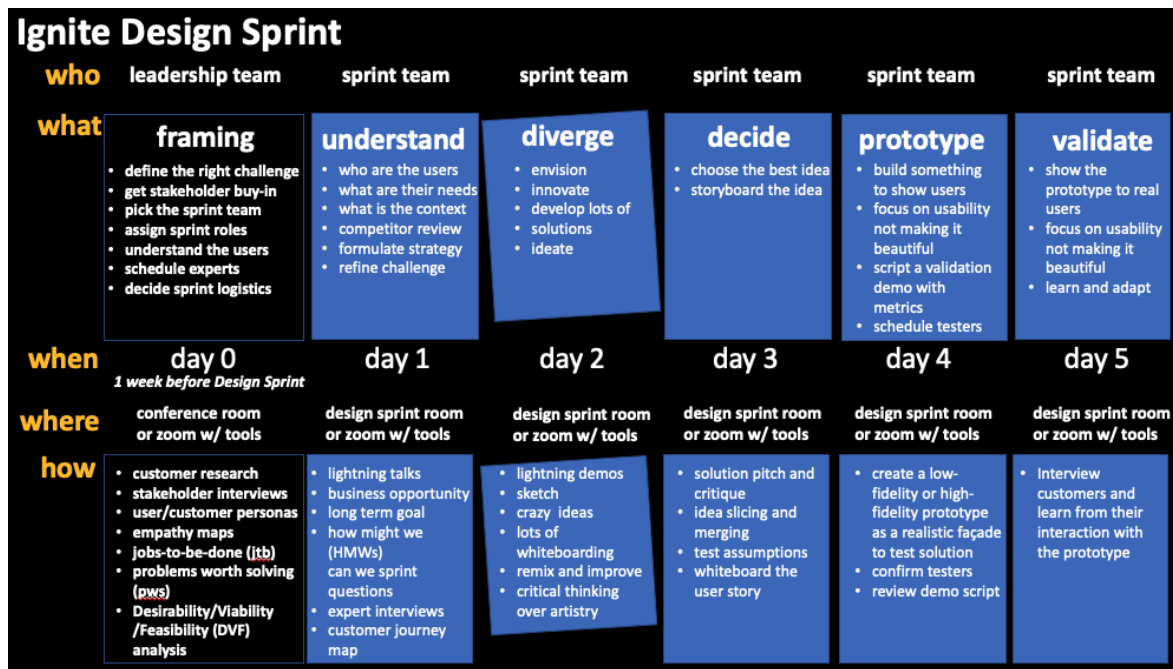 Ignite Design Sprint
who
leadership team
sprint team
sprint team
sprint team
sprint team
sprint team
what
framing
• define the right challenge
• get stakeholder buy-in
• pick the sprint team
• assign sprint roles
• understand the users
• schedule experts
• decide sprint logistics
understand
• who are the users
• what are their needs
• what is the context
• competitor review
• formulate strategy
• refine challenge
diverge
• envision
• innovate
• develop lots of
• solutions
• ideate
decide
• choose the best idea
• storyboard the idea
prototype
• build something
to show users
• focus on usability
not making it
beautiful
• script a validation
demo with
metrics
• schedule testers
validate
• show the
prototype to real
users
• focus on usability
not making it
beautiful
• learn and adapt
when
day 0
1 week before Design Sprint
day 1
day 2
day 3
day 4
day 5
where
conference room
or zoom w/ tools
design sprint room
or zoom w/ tools
design sprint room
or zoom w/ tools
design sprint room
or zoom w/ tools
design sprint room
or zoom w/ tools
design sprint room
or zoom w/ tools
how
• customer research
• stakeholder interviews
• user/customer personas
• empathy maps
• jobs-to-be-done (jtb)
• problems worth solving
(pws)
• Desirability/Viability
/Feasibility (DVF)
analysis
• lightning talks
• business opportunity
• long term goal
• how might we
(HMWs)
can we sprint
questions
• expert interviews
• customer journey
map
• lightning demos
• sketch
• crazy ideas
• lots of
whiteboarding
• remix and improve
• critical thinking
over artistry
• solution pitch and
critique
• idea slicing and
merging
• test assumptions
• whiteboard the
user story
• create a low-
fidelity or high-
fidelity prototype
as a realistic façade
to test solution
• confirm testers
• review demo script
• Interview
customers and
learn from their
interaction with
the prototype